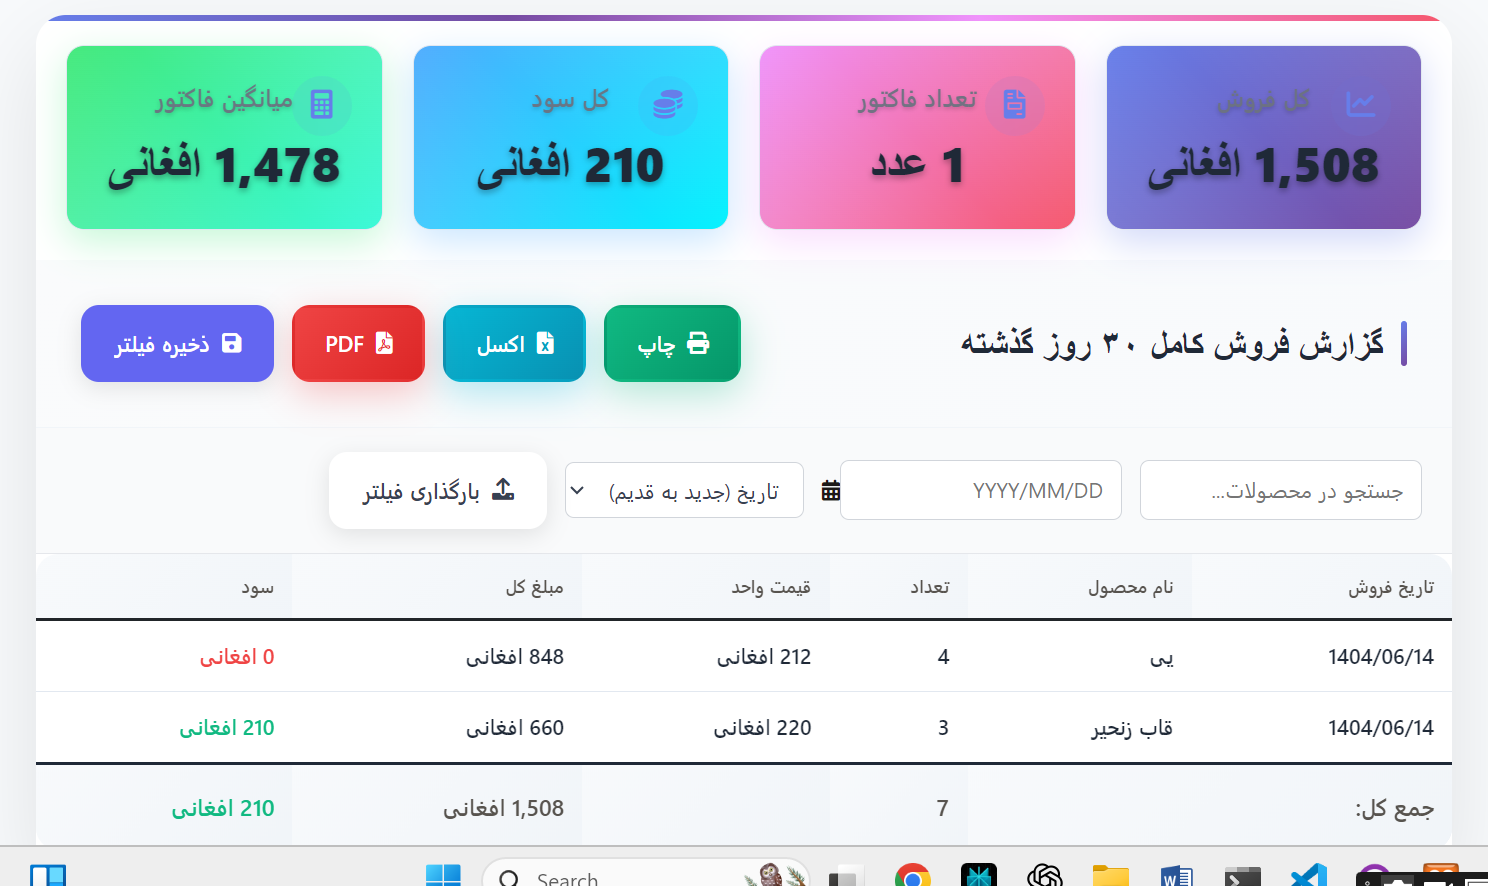 کل فروش
1,508 افغانی
تعداد فاکتور
1 عدد
کل سود
210 افغانی
میانگین فاکتور
1,478 افغانی
گزارش فروش کامل ۳۰ روز گذشته
چاپ
اکسل
PDF
ذخیره فیلتر
جستجو در محصولات...
YYYY/MM/DD
تاریخ (جدید به قدیم)
بارگذاری فیلتر
تاریخ فروش نام محصول تعداد قیمت واحد مبلغ کل سود
1404/06/14 یی 4 212 افغانی 848 افغانی 0 افغانی
1404/06/14 قاب زنحیر 3 220 افغانی 660 افغانی 210 افغانی
جمع کل: 7 1,508 افغانی 210 افغانی
Search